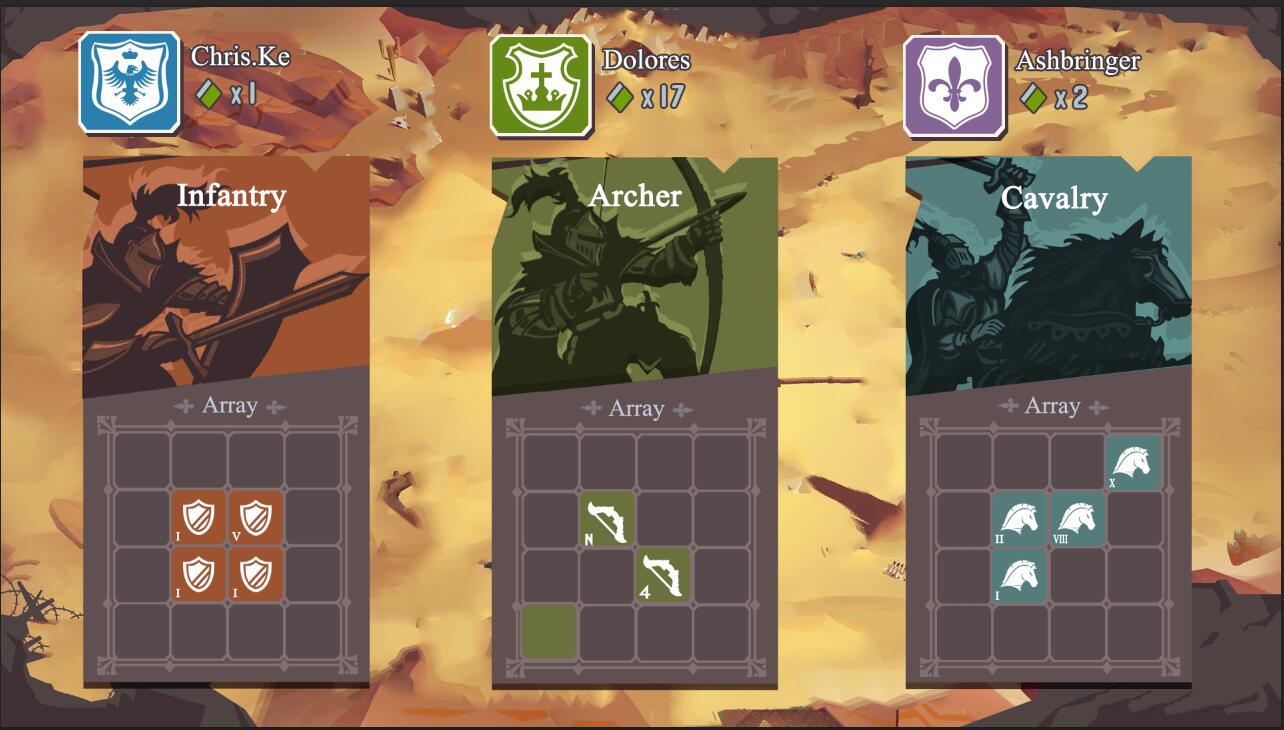 Chris.Ke
x1
Dolores
x17
Ashbringer
x2
Infantry
Archer
Cavalry
Array
Array
Array
X
I
V
N
II
VIII
I
I
4
I